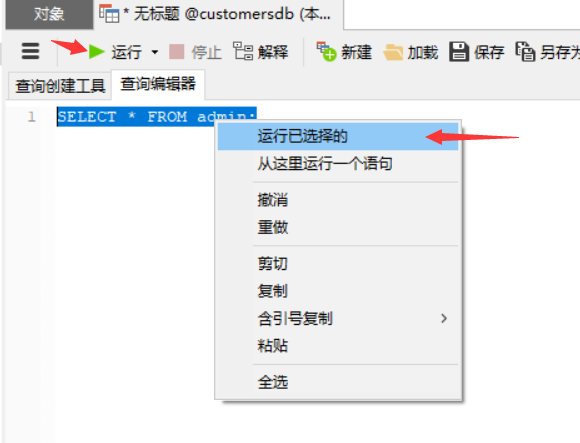 对象
* 无标题 @customersdb (本...
运行 停止 解释 新建 加载 保存 另存为
查询创建工具 查询编辑器
1 SELECT * FROM admin;
运行已选择的
从这里运行一个语句
撤消
重做
剪切
复制
含引号复制
粘贴
全选